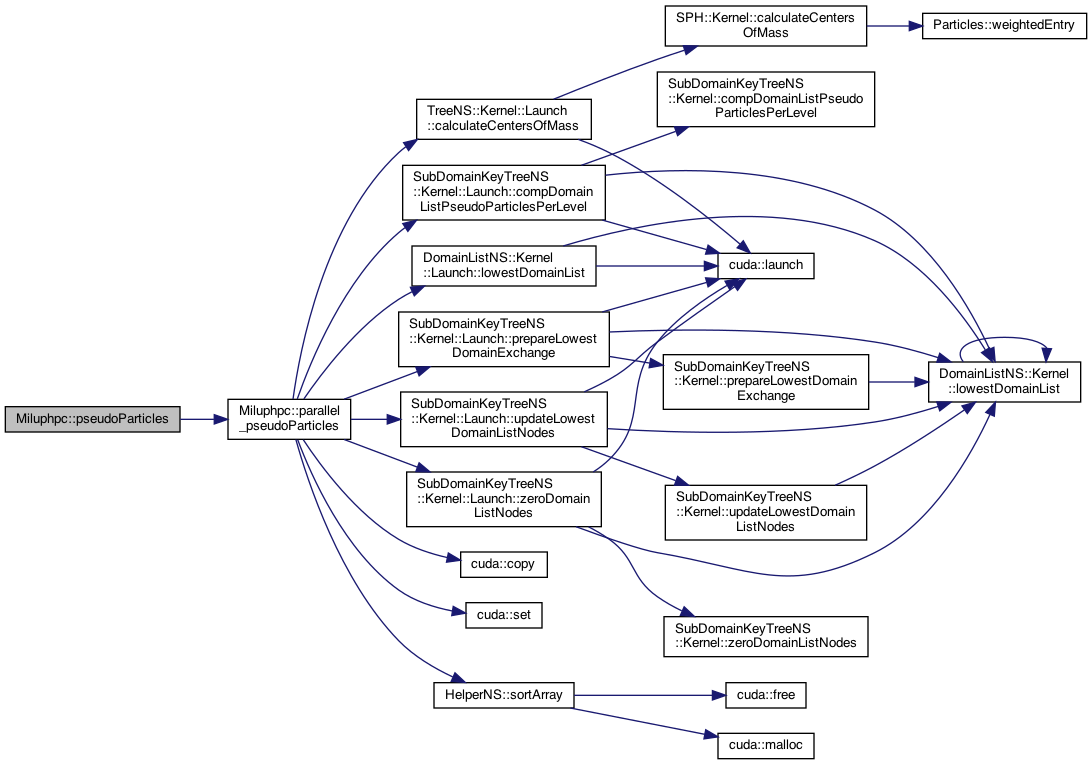 SPH::Kernel::calculateCenters
OfMass
Particles::weightedEntry
SubDomainKeyTreeNS
::Kernel::compDomainListPseudo
ParticlesPerLevel
TreeNS::Kernel::Launch
::calculateCentersOfMass
SubDomainKeyTreeNS
::Kernel::Launch::compDomain
ListPseudoParticlesPerLevel
DomainListNS::Kernel
::Launch::lowestDomainList
cuda::launch
SubDomainKeyTreeNS
::Kernel::Launch::prepareLowest
DomainExchange
SubDomainKeyTreeNS
::Kernel::prepareLowestDomain
Exchange
DomainListNS::Kernel
::lowestDomainList
Miluphpc::pseudoParticles
Miluphpc::parallel
_pseudoParticles
SubDomainKeyTreeNS
::Kernel::Launch::updateLowest
DomainListNodes
SubDomainKeyTreeNS
::Kernel::Launch::zeroDomain
ListNodes
SubDomainKeyTreeNS
::Kernel::updateLowestDomain
ListNodes
cuda::copy
cuda::set
SubDomainKeyTreeNS
::Kernel::zeroDomainListNodes
HelperNS::sortArray
cuda::free
cuda::malloc